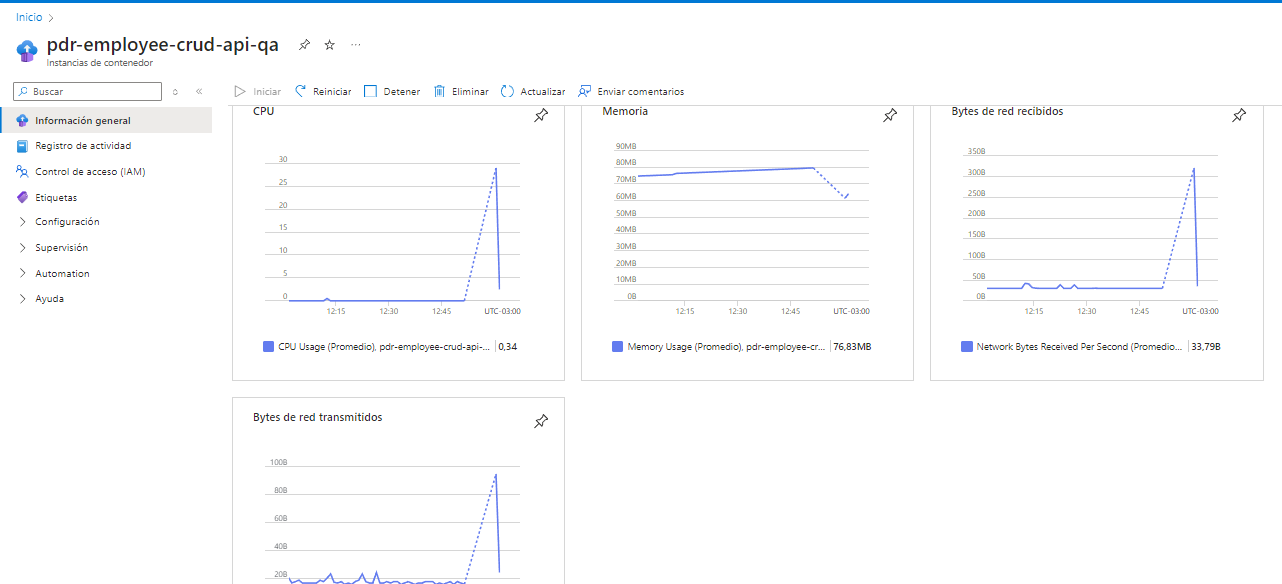 Inicio
pdr-employee-crud-api-qa
Instancias de contenedor
Buscar
Iniciar Reiniciar Detener Eliminar Actualizar Enviar comentarios
Información general
Registro de actividad
Control de acceso (IAM)
Etiquetas
Configuración
Supervisión
Automation
Ayuda
CPU
30
25
20
15
10
5
0
12:15 12:30 12:45 UTC-03:00
CPU Usage (Promedio), pdr-employee-crud-api-... 0,34
Memoria
90MB
80MB
70MB
60MB
50MB
40MB
30MB
20MB
10MB
0B
12:15 12:30 12:45 UTC-03:00
Memory Usage (Promedio), pdr-employee-cr... 76,83MB
Bytes de red recibidos
350B
300B
250B
200B
150B
100B
50B
0B
12:15 12:30 12:45 UTC-03:00
Network Bytes Received Per Second (Promedio... 33,79B
Bytes de red transmitidos
100B
80B
60B
40B
20B